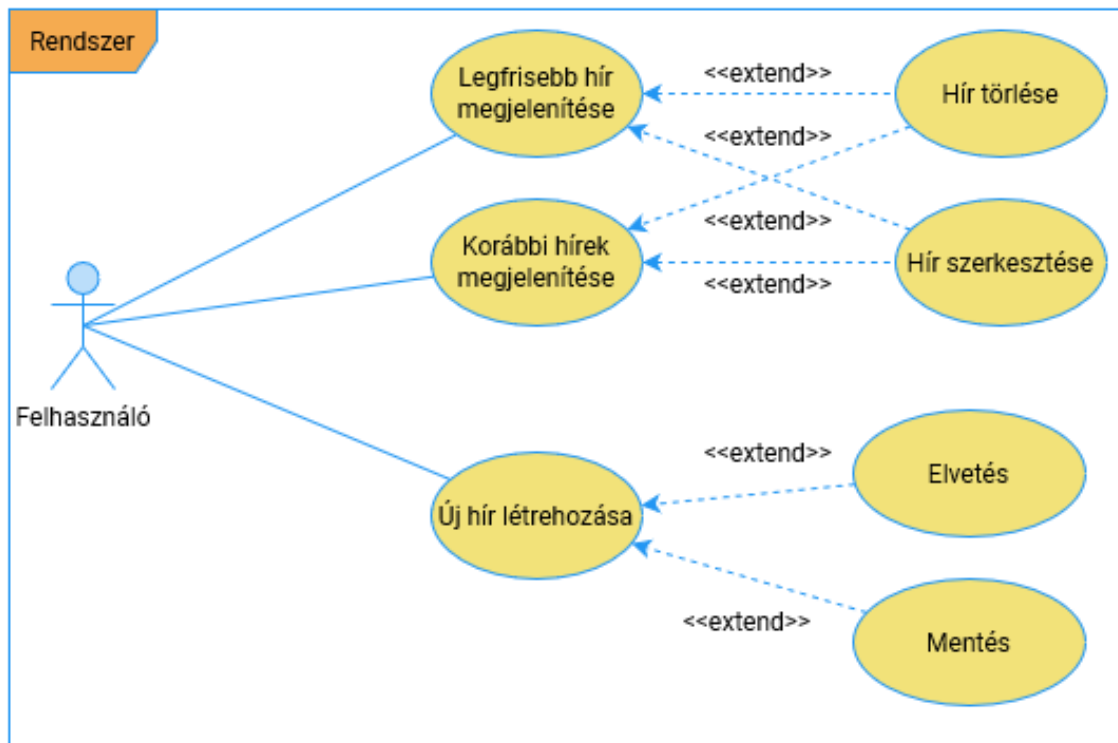 Rendszer
Legfrisebb hír
megjelenítése
<<extend>>
Hír törlése
<<extend>>
Korábbi hírek
megjelenítése
<<extend>>
Hír szerkesztése
<<extend>>
Felhasználó
Új hír létrehozása
<<extend>>
Elvetés
<<extend>>
Mentés